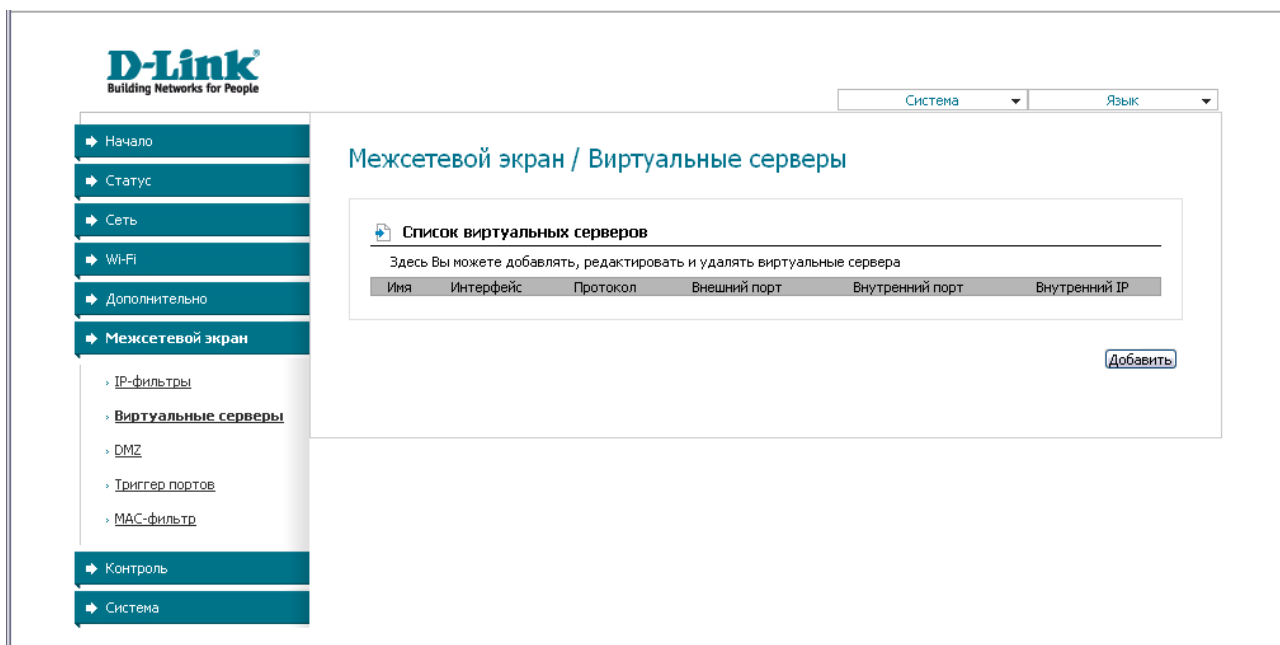 D-Link
Building Networks for People
Система
Язык
Начало
Статус
Сеть
Wi-Fi
Дополнительно
Межсетевой экран
IP-фильтры
Виртуальные серверы
DMZ
Триггер портов
MAC-фильтр
Контроль
Система
Межсетевой экран / Виртуальные серверы
Список виртуальных серверов
Здесь Вы можете добавлять, редактировать и удалять виртуальные сервера
Имя Интерфейс Протокол Внешний порт Внутренний порт Внутренний IP
Добавить